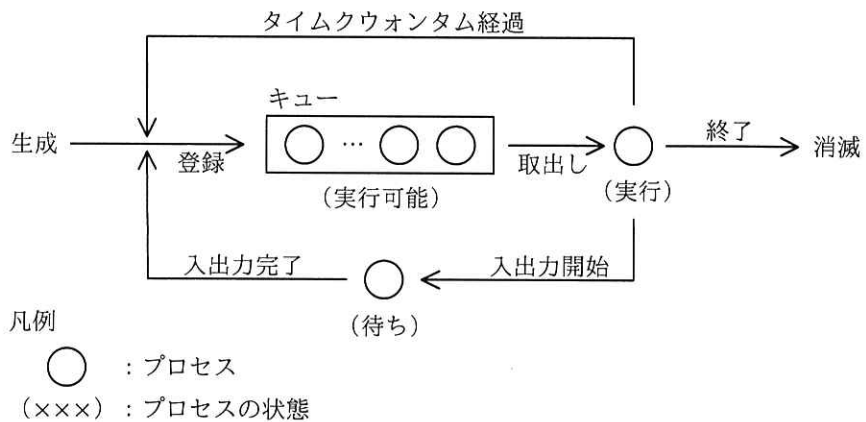 タイムクウォンタム経過
キュー
生成
登録
…
取出し
終了
消滅
(実行可能)
(実行)
入出力完了
入出力開始
(待ち)
凡例
:プロセス
(×××):プロセスの状態